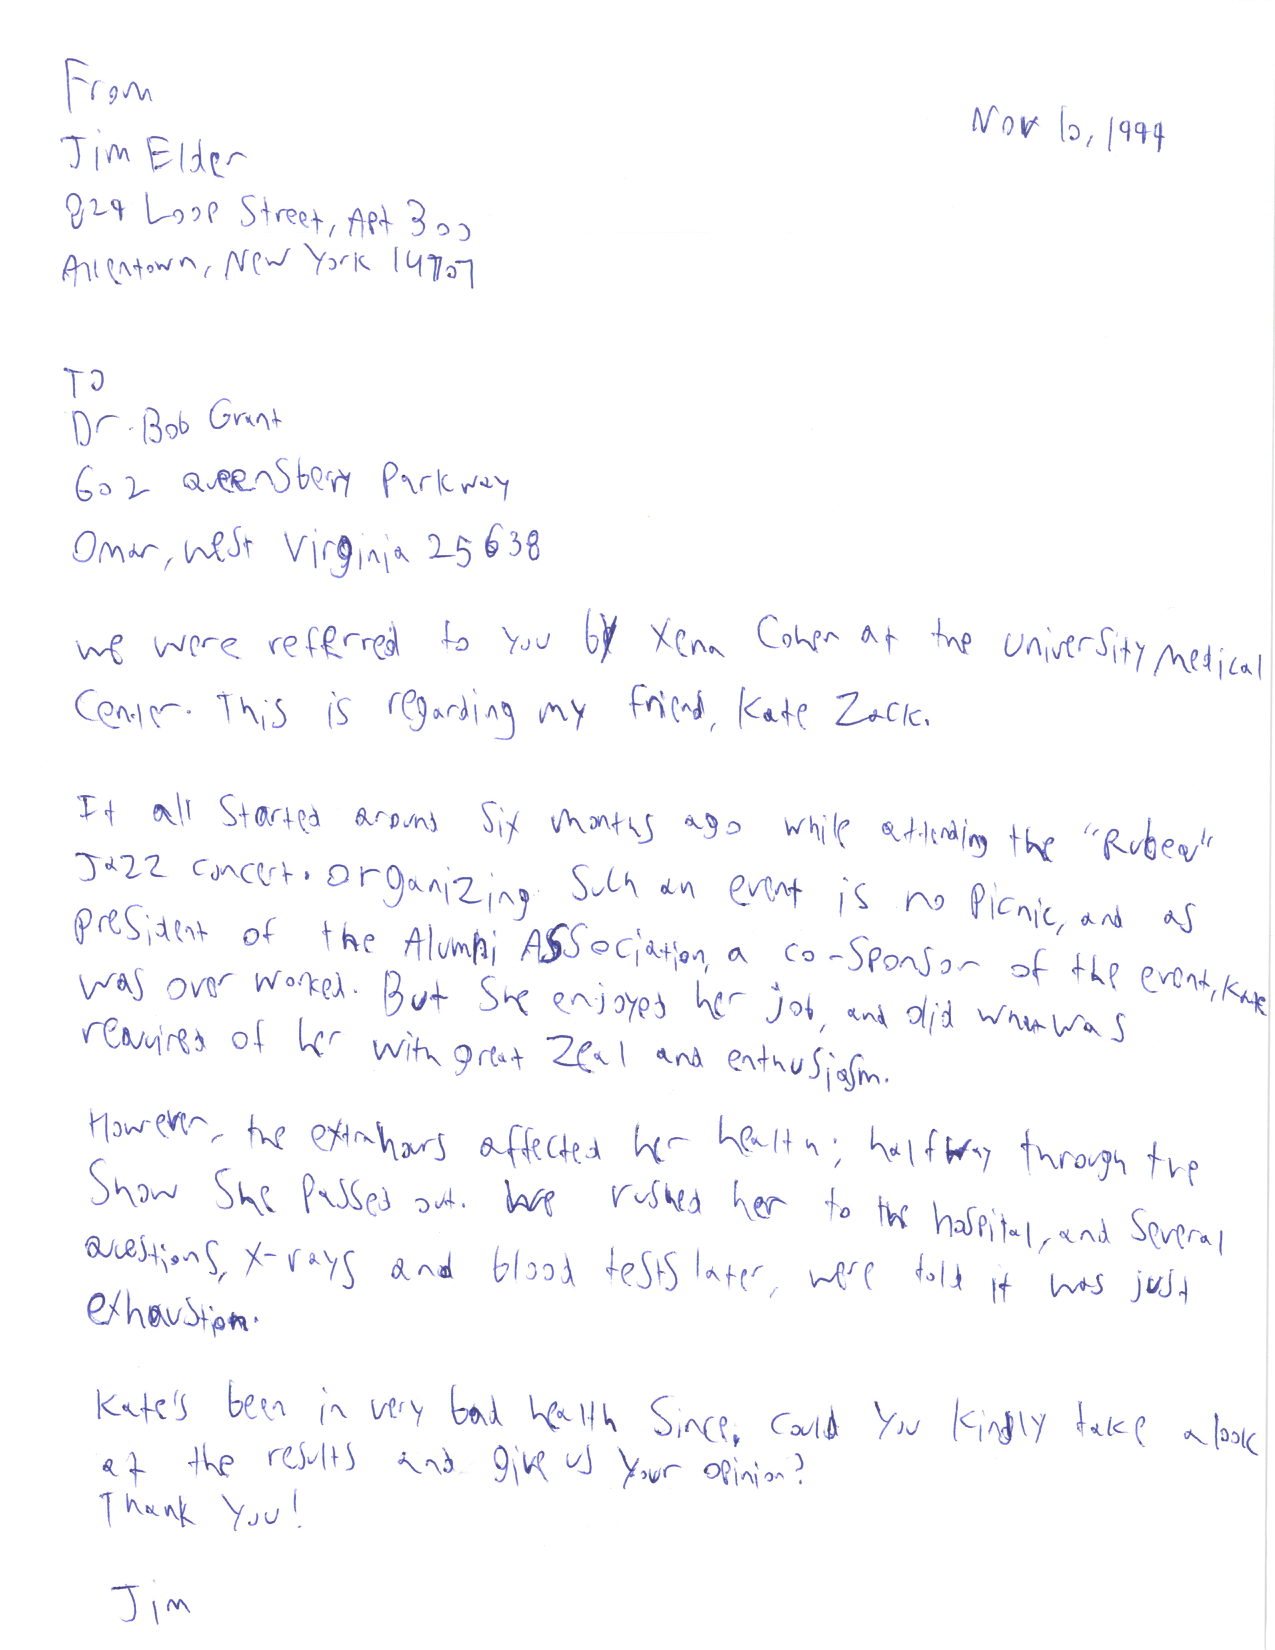 From
Nov 10, 1999
Jim Elder
829 Loop Street, Apt 300
Allentown, New York 14707
To
Dr. Bob Grant
602 Queensberry Parkway
Omar, West Virginia 25638
We were referred to you by Xena Cohen at the University Medical
Center. This is regarding my friend, Kate Zack.
It all started around six months ago while attending the "Rubeq"
Jazz concert. Organizing such an event is no picnic, and as
president of the Alumni Association, a co-sponsor of the event, Kate
was over worked. But she enjoyed her job, and did what was
required of her with great zeal and enthusiasm.
However, the extra hours affected her health; halfway through the
show she passed out. We rushed her to the hospital, and several
questions, x-rays and blood tests later, were told it was just
exhaustion.
Kate's been in very bad health since. Could you kindly take a look
at the results and give us your opinion?
Thank you!
Jim